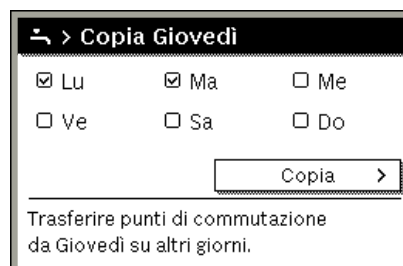 > Copia Giovedì
Lu Ma Me
Ve Sa Do
Copia >
Trasferire punti di commutazione
da Giovedì su altri giorni.